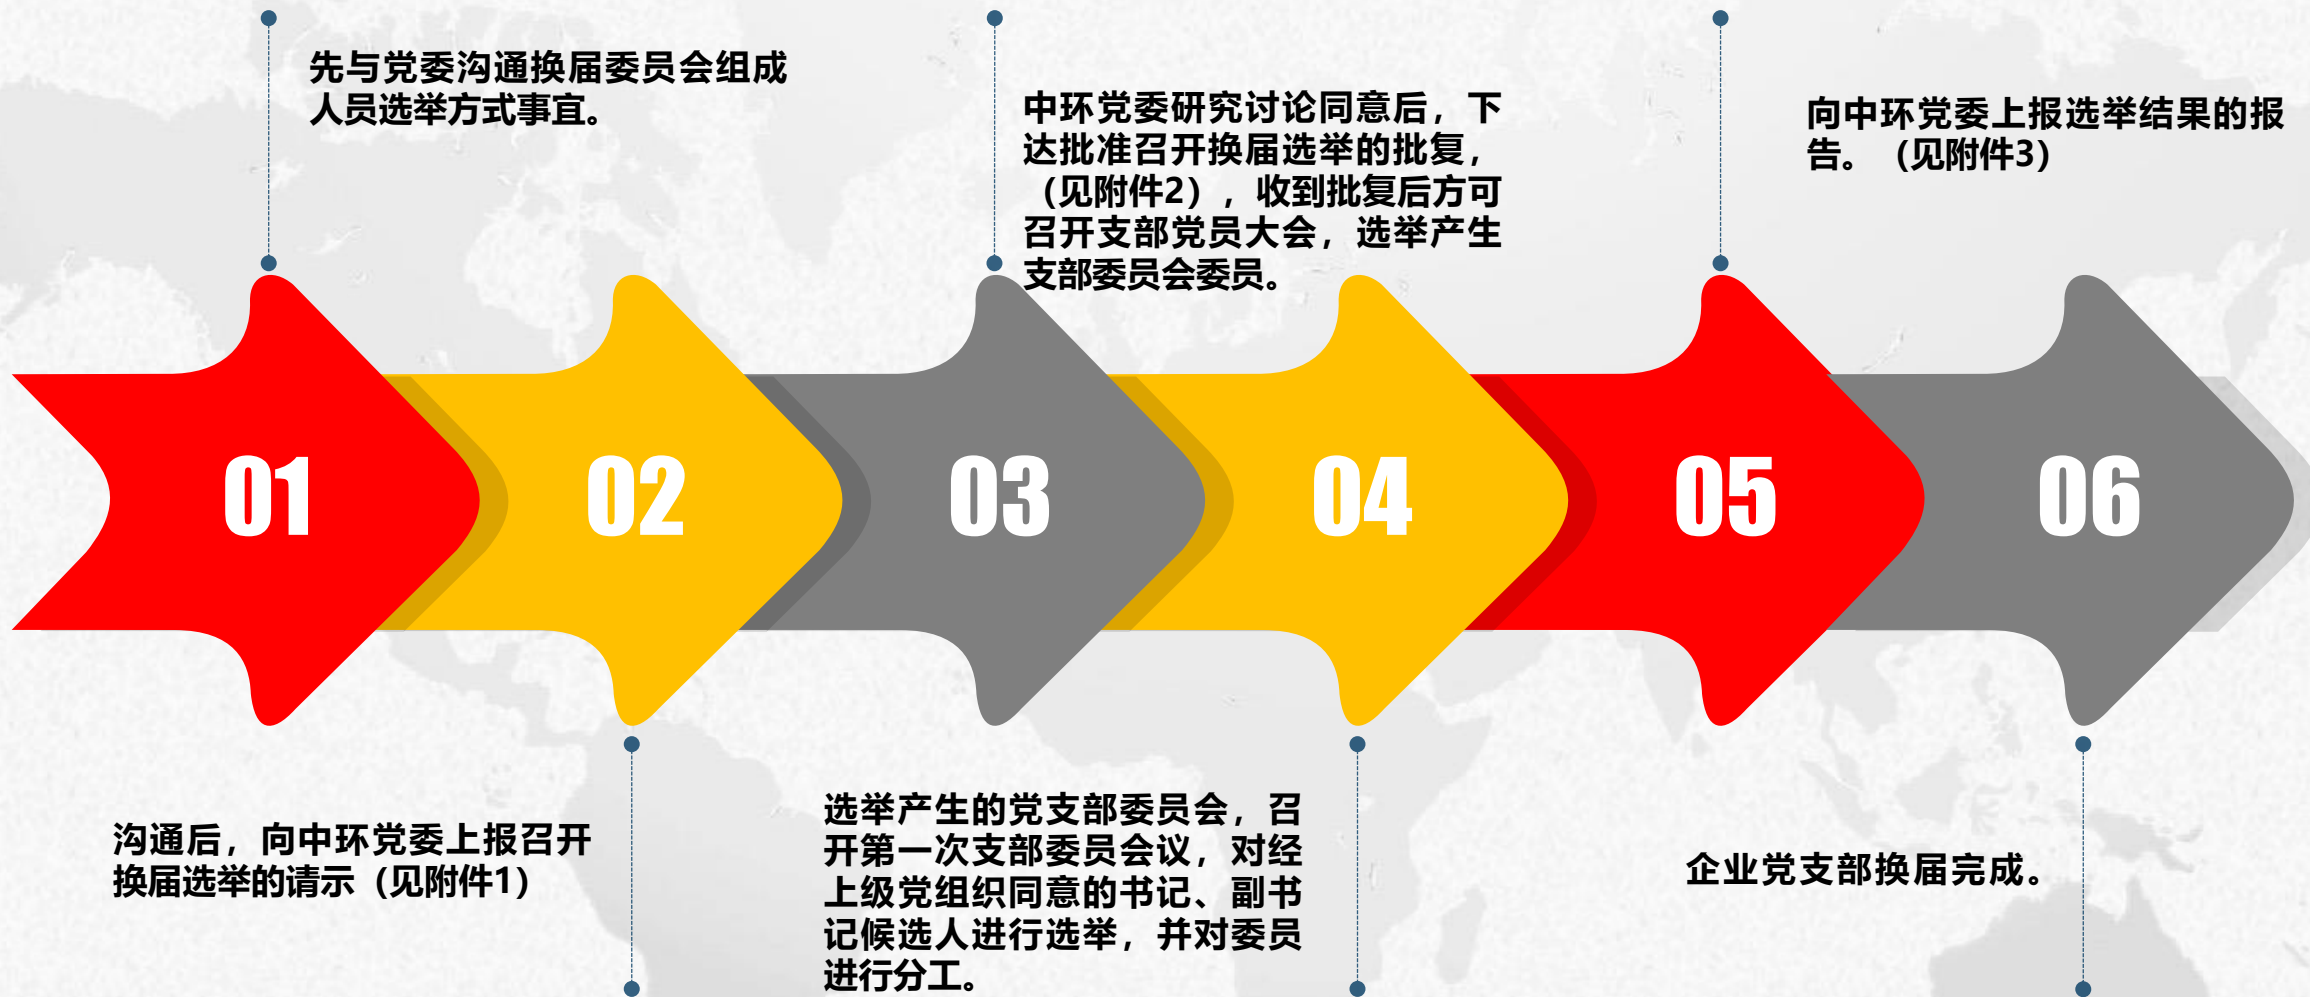 先与党委沟通换届委员会组成
人员选举方式事宜。
中环党委研究讨论同意后，下
达批准召开换届选举的批复，
（见附件2），收到批复后方可
召开支部党员大会，选举产生
支部委员会委员。
向中环党委上报选举结果的报
告。（见附件3）
01
02
03
04
05
06
沟通后，向中环党委上报召开
换届选举的请示（见附件1）
选举产生的党支部委员会，召
开第一次支部委员会议，对经
上级党组织同意的书记、副书
记候选人进行选举，并对委员
进行分工。
企业党支部换届完成。